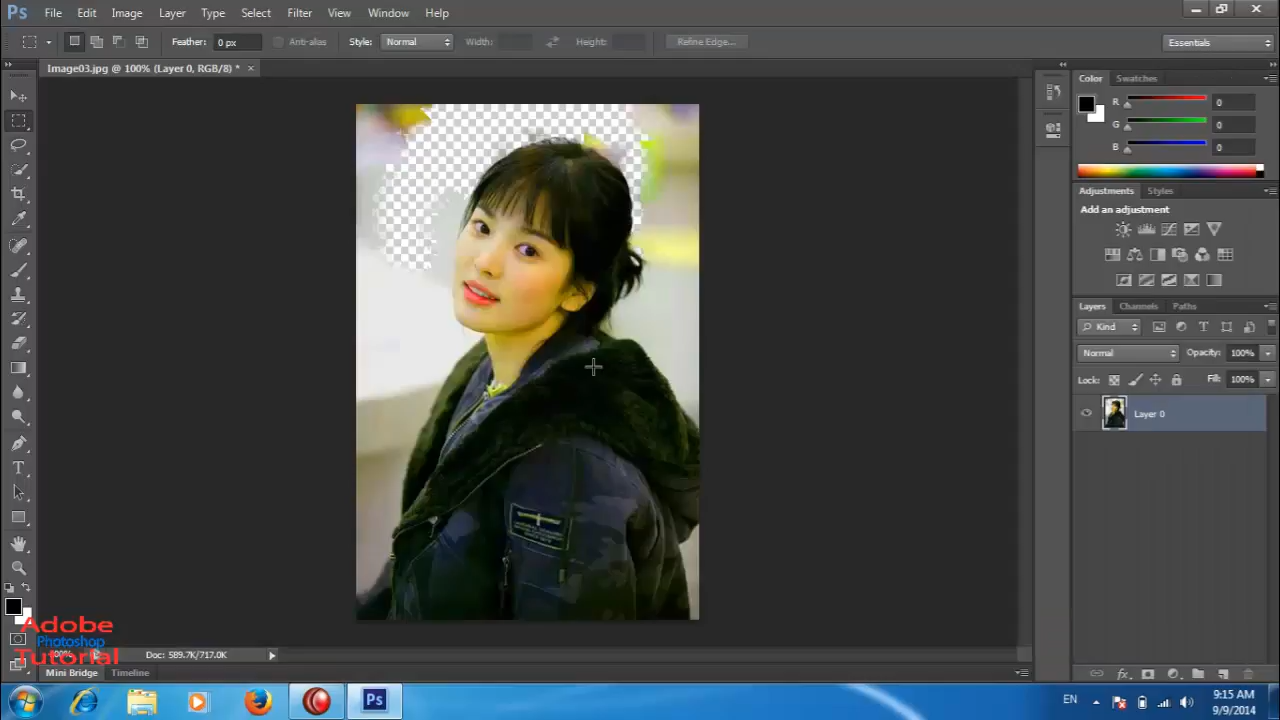 Ps File Edit Image Layer Type Select Filter View Window Help
Feather: 0 px Anti-alias Style: Normal Width: Height: Refine Edge... Essentials
Image03.jpg @ 100% (Layer 0, RGB/8) * ×
Color Swatches
R 0
G 0
B 0
Adjustments Styles
Add an adjustment
Layers Channels Paths
Kind
Normal Opacity: 100%
Lock: Fill: 100%
Layer 0
Adobe
Photoshop
Tutorial
100% Doc: 589.7K/717.0K
Mini Bridge Timeline
Ps EN 9:15 AM
9/9/2014